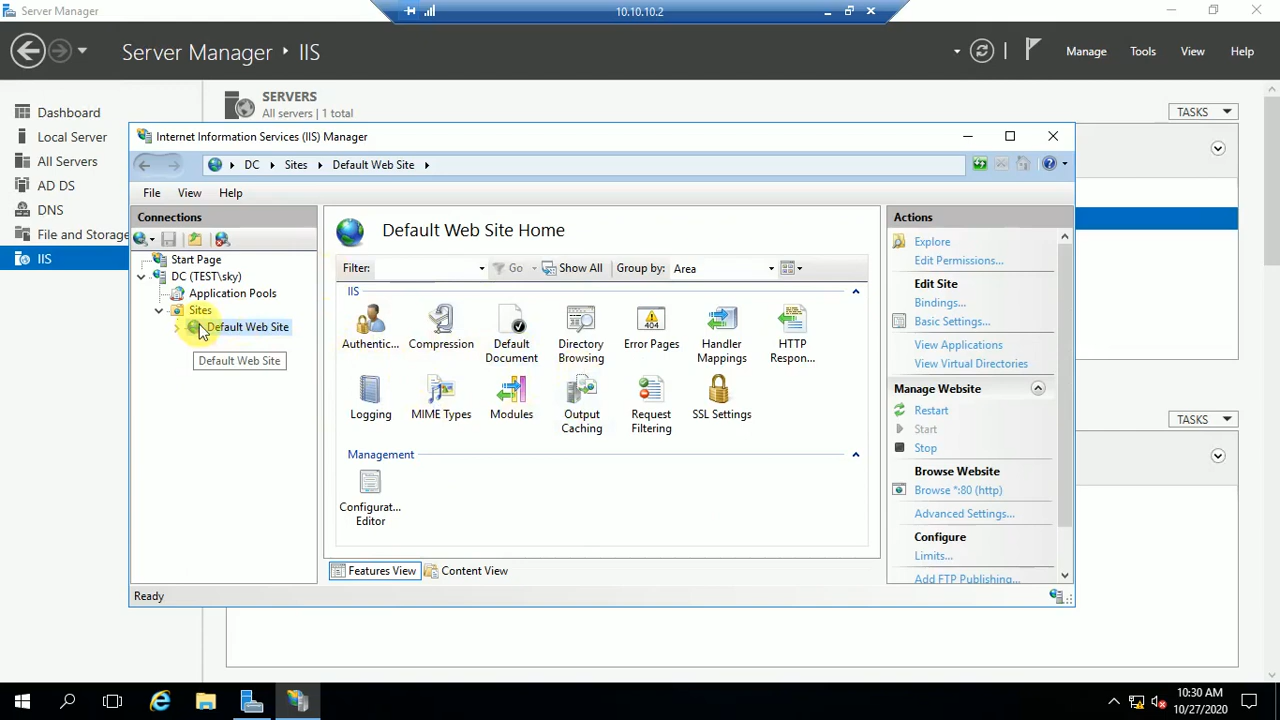 Server Manager
10.10.10.2
Server Manager
IIS
Manage
Tools
View
Help
Dashboard
Local Server
All Servers
AD DS
DNS
File and Storage
IIS
SERVERS
All servers | 1 total
TASKS
Internet Information Services (IIS) Manager
DC
Sites
Default Web Site
File
View
Help
Connections
Start Page
DC (TEST\sky)
Application Pools
Sites
Default Web Site
Default Web Site
Default Web Site Home
Filter:
Go
Show All
Group by:
Area
IIS
Authentic...
Compression
Default
Document
Directory
Browsing
Error Pages
Handler
Mappings
HTTP
Respon...
Logging
MIME Types
Modules
Output
Caching
Request
Filtering
SSL Settings
Management
Configurat...
Editor
Features View
Content View
Ready
Actions
Explore
Edit Permissions...
Edit Site
Bindings...
Basic Settings...
View Applications
View Virtual Directories
Manage Website
Restart
Start
Stop
Browse Website
Browse *:80 (http)
Advanced Settings...
Configure
Limits...
Add FTP Publishing...
TASKS
10:30 AM
10/27/2020